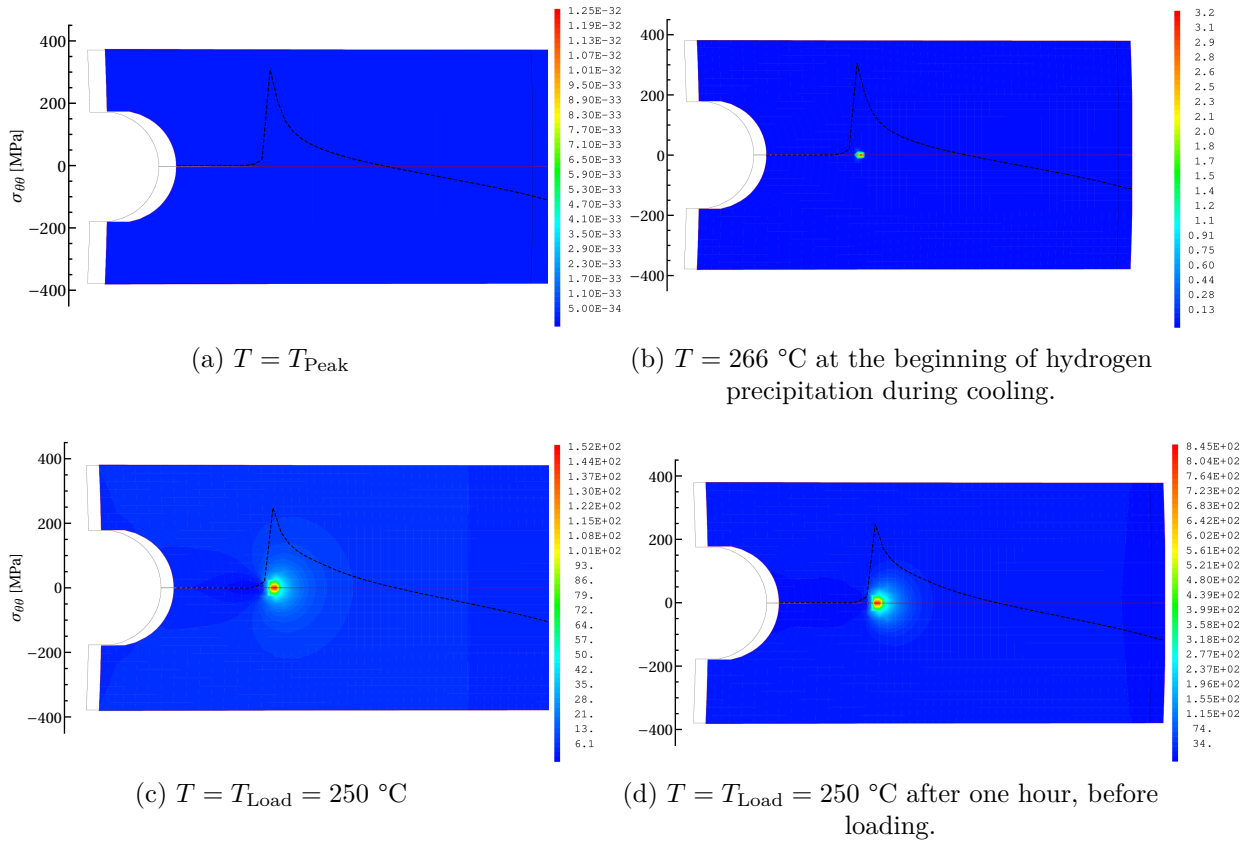 400
200
0
−200
−400
σθθ [MPa]
1.25E-32
1.19E-32
1.13E-32
1.07E-32
1.01E-32
9.50E-33
8.90E-33
8.30E-33
7.70E-33
7.10E-33
6.50E-33
5.90E-33
5.30E-33
4.70E-33
4.10E-33
3.50E-33
2.90E-33
2.30E-33
1.70E-33
1.10E-33
5.00E-34
(a) T = TPeak
400
200
0
−200
−400
3.2
3.1
2.9
2.8
2.6
2.5
2.3
2.1
2.0
1.8
1.7
1.5
1.4
1.2
1.1
0.91
0.75
0.60
0.44
0.28
0.13
(b) T = 266 °C at the beginning of hydrogen
precipitation during cooling.
400
200
0
−200
−400
σθθ [MPa]
1.52E+02
1.44E+02
1.37E+02
1.30E+02
1.23E+02
1.15E+02
1.08E+02
1.01E+02
93.
86.
79.
72.
64.
57.
50.
42.
35.
28.
21.
13.
6.1
(c) T = TLoad = 250 °C
400
200
0
−200
−400
8.45E+02
8.04E+02
7.64E+02
7.23E+02
6.83E+02
6.42E+02
6.02E+02
5.61E+02
5.21E+02
4.80E+02
4.39E+02
3.99E+02
3.58E+02
3.18E+02
2.77E+02
2.37E+02
1.96E+02
1.55E+02
1.15E+02
74.
34.
(d) T = TLoad = 250 °C after one hour, before
loading.